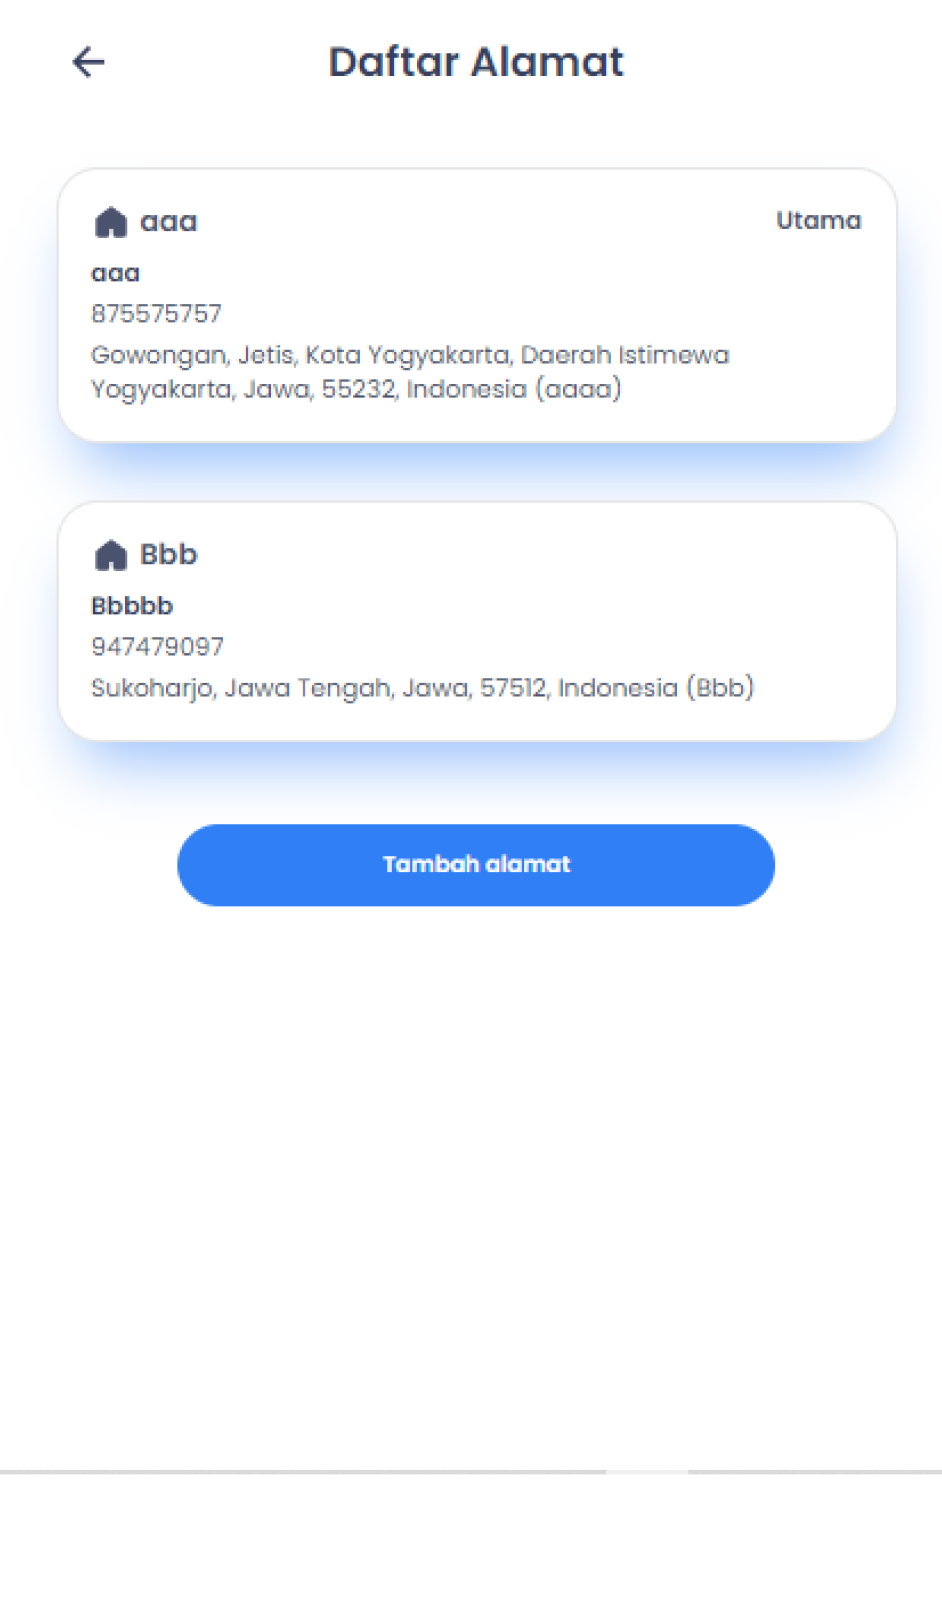 Daftar Alamat
aaa
Utama
aaa
875575757
Gowongan, Jetis, Kota Yogyakarta, Daerah Istimewa
Yogyakarta, Jawa, 55232, Indonesia (aaaa)
Bbb
Bbbbb
947479097
Sukoharjo, Jawa Tengah, Jawa, 57512, Indonesia (Bbb)
Tambah alamat